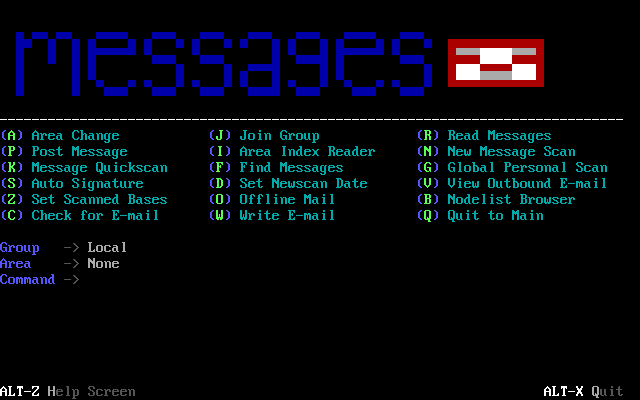 messages
(A) Area Change (J) Join Group (R) Read Messages
(P) Post Message (I) Area Index Reader (N) New Message Scan
(K) Message Quickscan (F) Find Messages (G) Global Personal Scan
(S) Auto Signature (D) Set Newscan Date (V) View Outbound E-mail
(Z) Set Scanned Bases (O) Offline Mail (B) Nodelist Browser
(C) Check for E-mail (W) Write E-mail (Q) Quit to Main
Group -> Local
Area -> None
Command ->
ALT-Z Help Screen ALT-X Quit